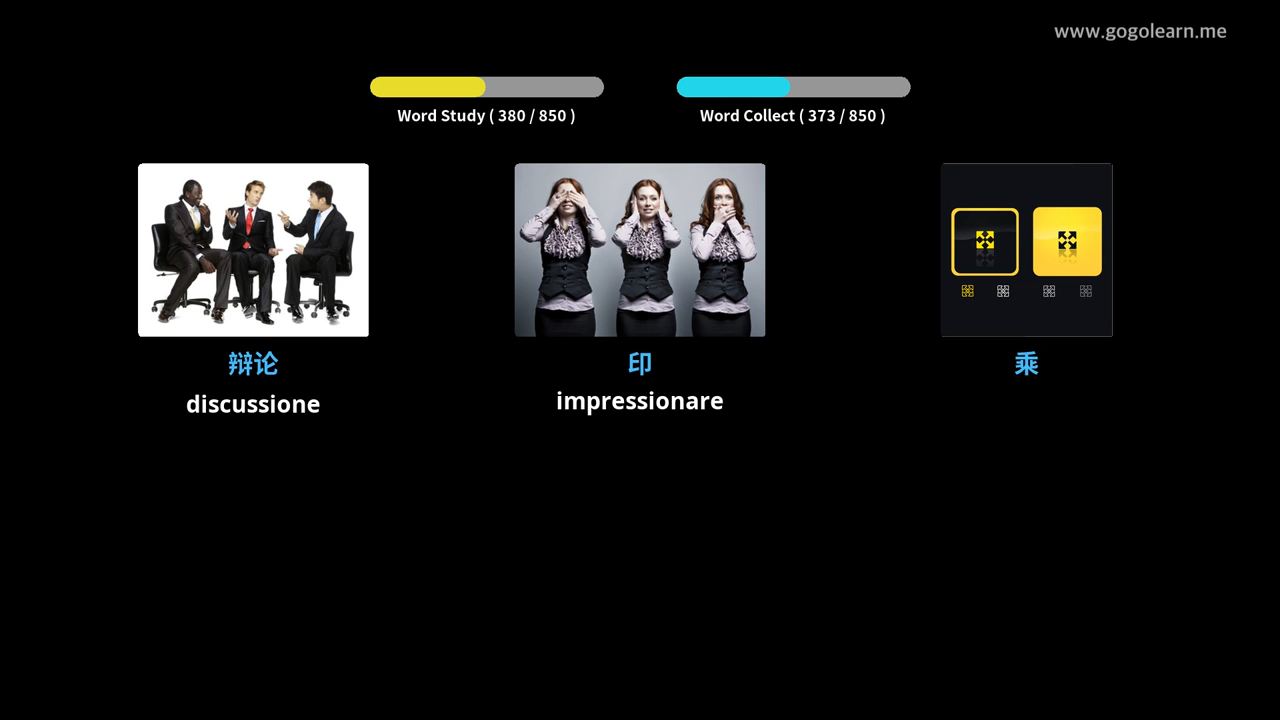 www.gogolearn.me
Word Study ( 380 / 850 )
Word Collect ( 373 / 850 )
辩论
印
乘
discussione
impressionare